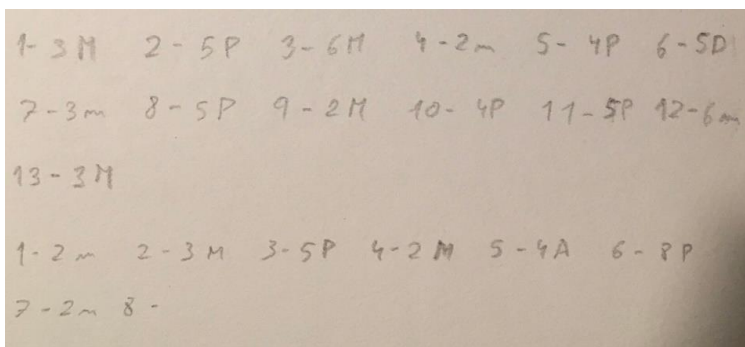 1- 3M 2 - 5P 3 - 6M 4 - 2m 5 - 4P 6 - 5D
7 - 3m 8 - 5P 9 - 2M 10 - 4P 11 - 5P 12 - 6m
13 - 3M
1 - 2m 2 - 3M 3 - 5P 4 - 2M 5 - 4A 6 - 8P
7 - 2m 8 -